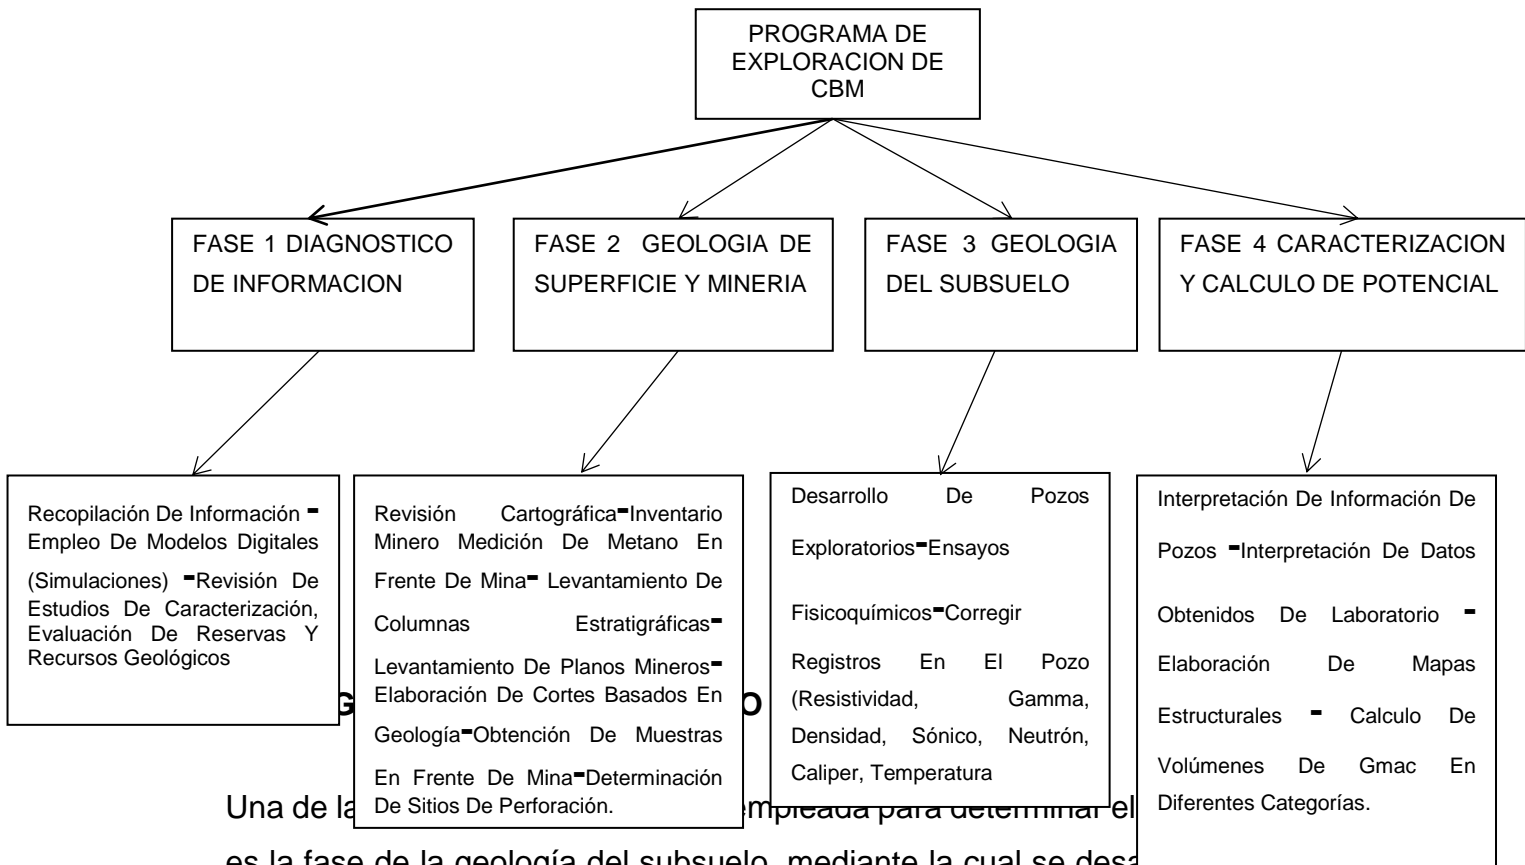 PROGRAMA DE
EXPLORACION DE
CBM
FASE 1 DIAGNOSTICO
DE INFORMACION
FASE 2 GEOLOGIA DE
SUPERFICIE Y MINERIA
FASE 3 GEOLOGIA
DEL SUBSUELO
FASE 4 CARACTERIZACION
Y CALCULO DE POTENCIAL
Recopilación De Información -
Empleo De Modelos Digitales
(Simulaciones) -Revisión De
Estudios De Caracterización,
Evaluación De Reservas Y
Recursos Geológicos
Revisión Cartográfica-Inventario
Minero Medición De Metano En
Frente De Mina- Levantamiento De
Columnas Estratigráficas-
Levantamiento De Planos Mineros-
Elaboración De Cortes Basados En
Geología-Obtención De Muestras
En Frente De Mina-Determinación
De Sitios De Perforación.
Desarrollo De Pozos
Exploratorios-Ensayos
Fisicoquímicos-Corregir
Registros En El Pozo
(Resistividad, Gamma,
Densidad, Sónico, Neutrón,
Caliper, Temperatura
Interpretación De Información De
Pozos -Interpretación De Datos
Obtenidos De Laboratorio -
Elaboración De Mapas
Estructurales - Calculo De
Volúmenes De Gmac En
Diferentes Categorías.
Una de empleada para determinar el
es la fase de la geología del subsuelo, mediante la cual se